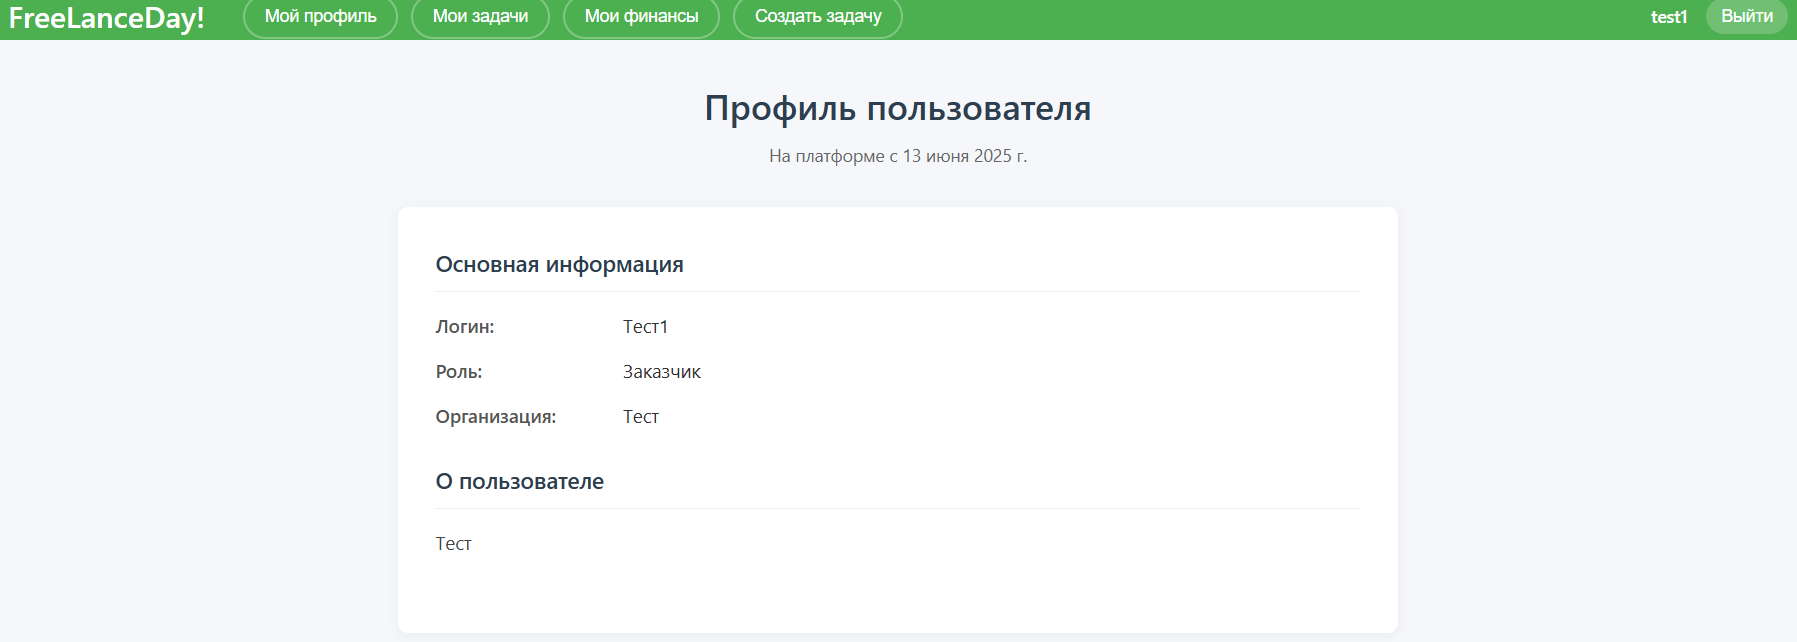 FreeLanceDay! Мой профиль Мои задачи Мои финансы Создать задачу test1 Выйти
Профиль пользователя
На платформе с 13 июня 2025 г.
Основная информация
Логин: Тест1
Роль: Заказчик
Организация: Тест
О пользователе
Тест